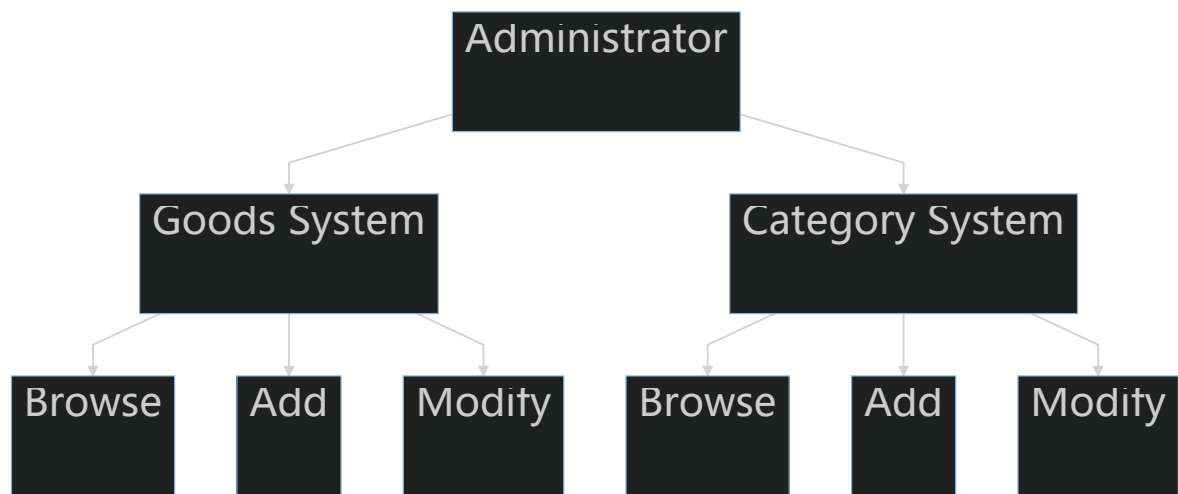 Administrator
Goods System
Category System
Browse
Add
Modify
Browse
Add
Modify